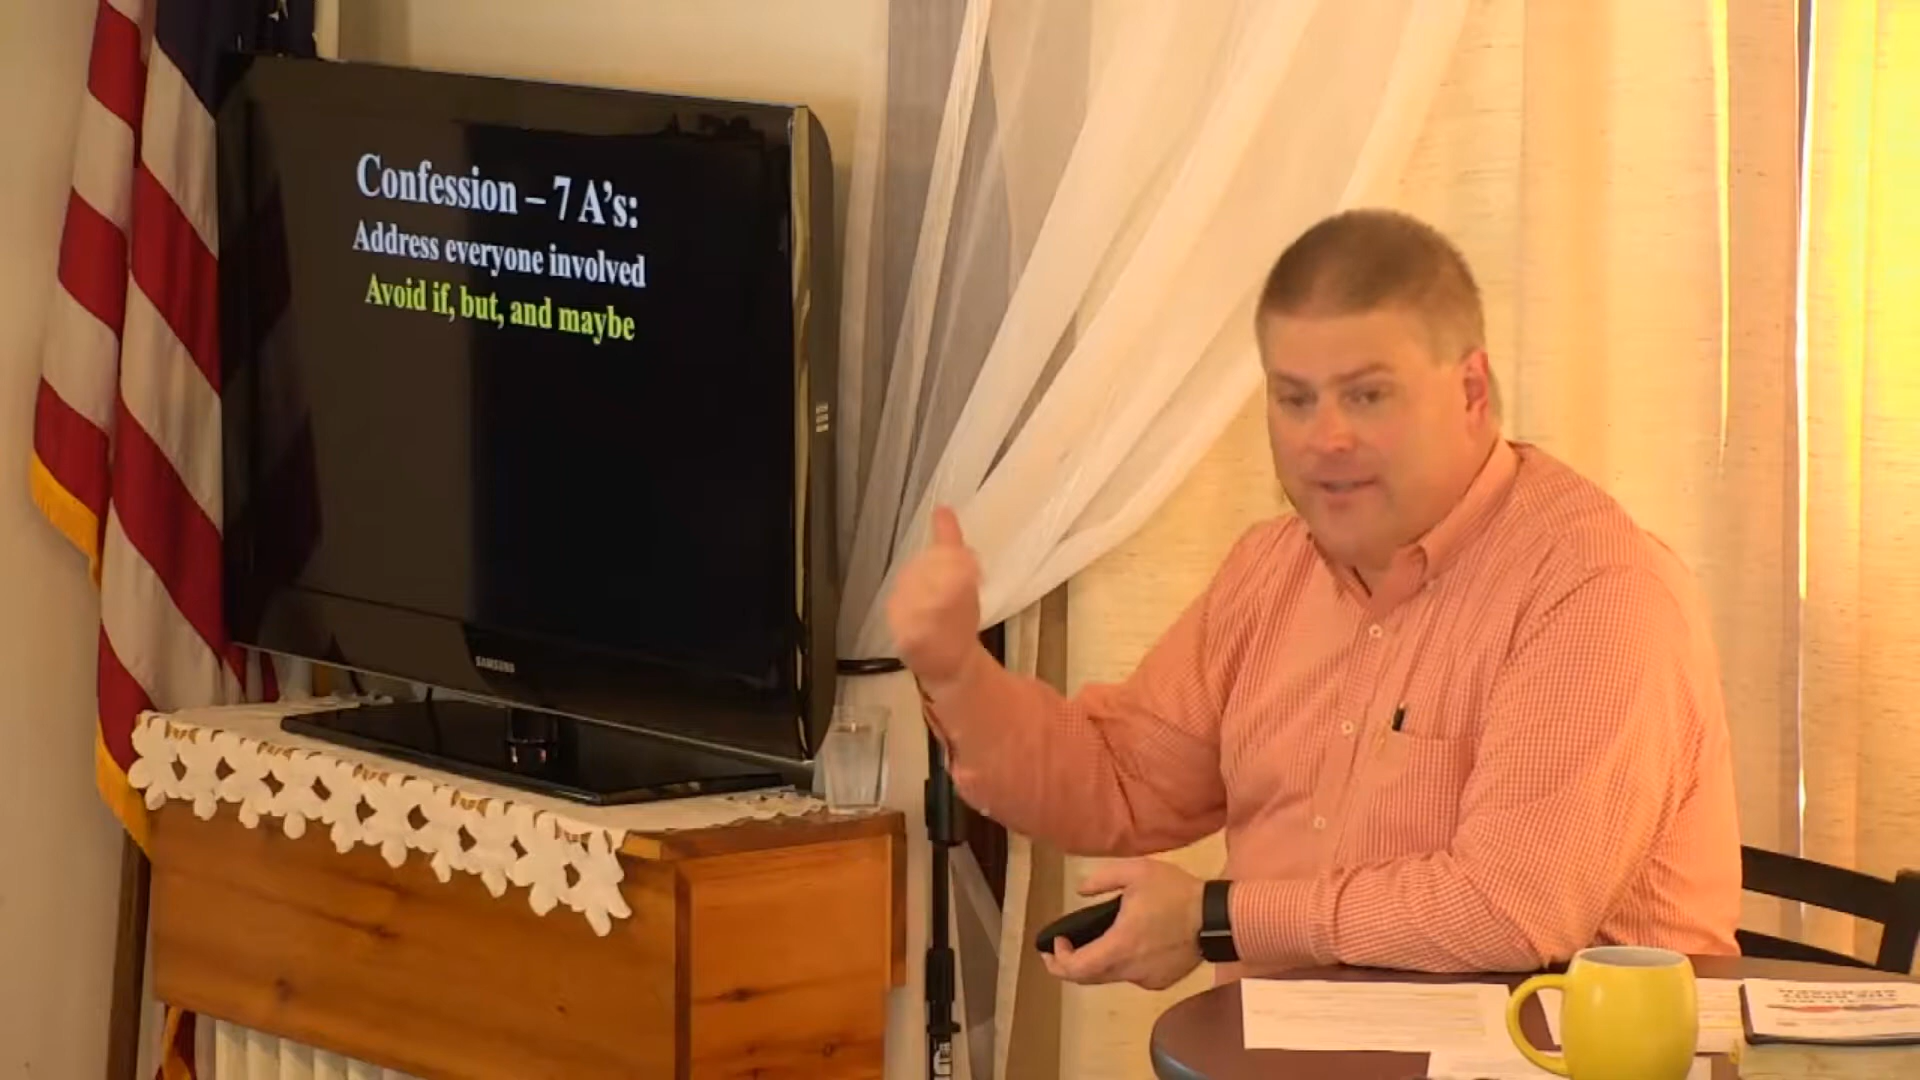 Confession – 7 A's:
Address everyone involved
Avoid if, but, and maybe
SAMSUNG